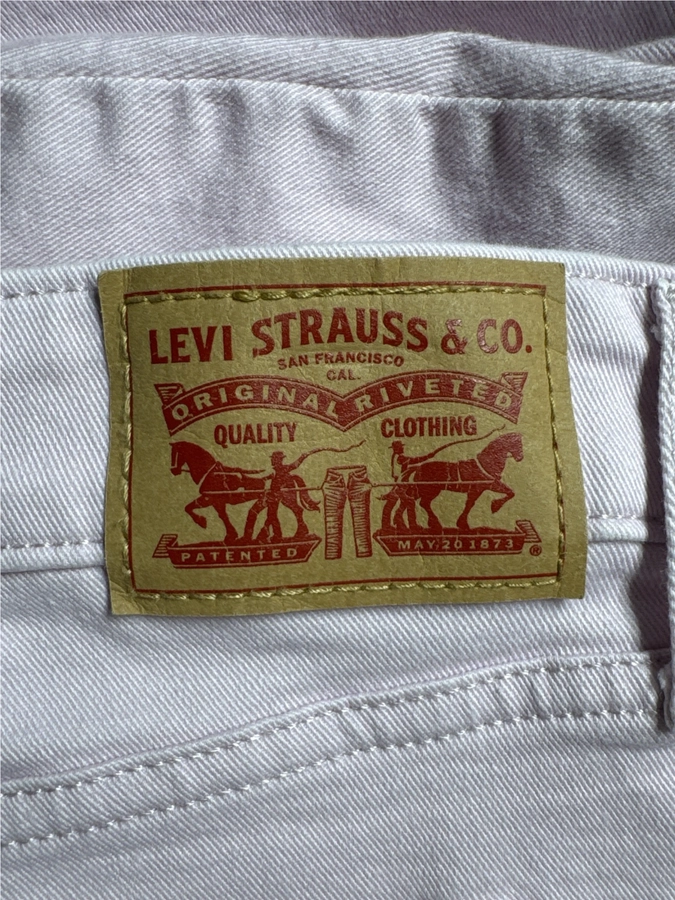 LEVI STRAUSS & CO.
SAN FRANCISCO
CAL.
ORIGINAL RIVETED
QUALITY CLOTHING
PATENTED MAY 20 1873 ®